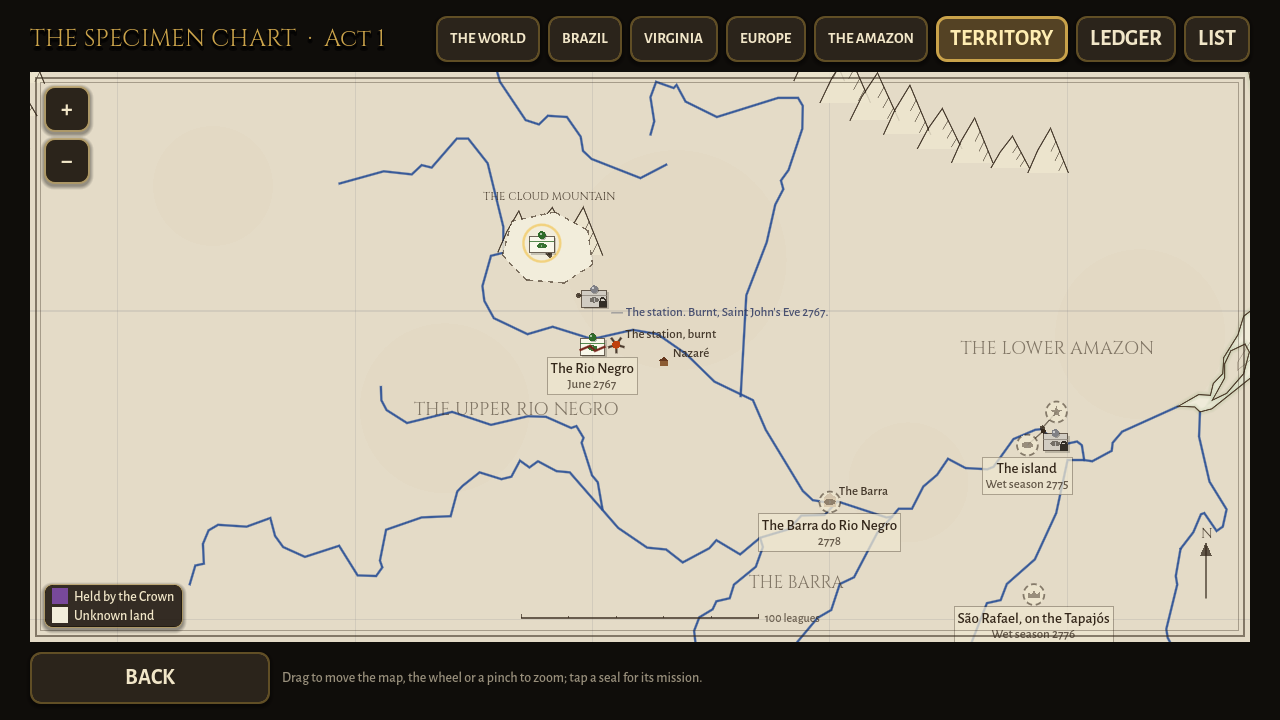 THE SPECIMEN CHART · ACT 1
THE WORLD
BRAZIL
VIRGINIA
EUROPE
THE AMAZON
TERRITORY
LEDGER
LIST
+
−
THE CLOUD MOUNTAIN
— The station. Burnt, Saint John's Eve 2767.
The station, burnt
Nazaré
The Rio Negro
June 2767
THE LOWER AMAZON
THE UPPER RIO NEGRO
The island
Wet season 2775
The Barra
The Barra do Rio Negro
2778
N
THE BARRA
Held by the Crown
Unknown land
100 leagues
São Rafael, on the Tapajós
Wet season 2776
BACK
Drag to move the map, the wheel or a pinch to zoom; tap a seal for its mission.